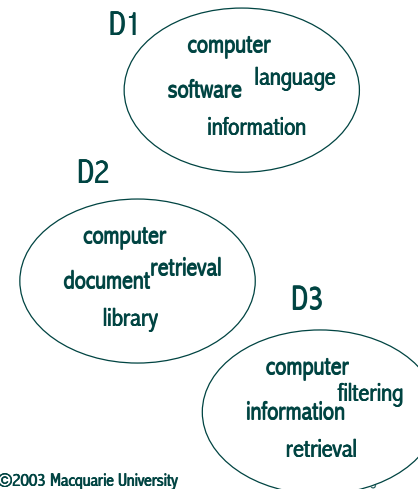 D1
computer
software language
information
D2
computer
document retrieval
library
D3
computer
filtering
information
retrieval
©2003 Macquarie University